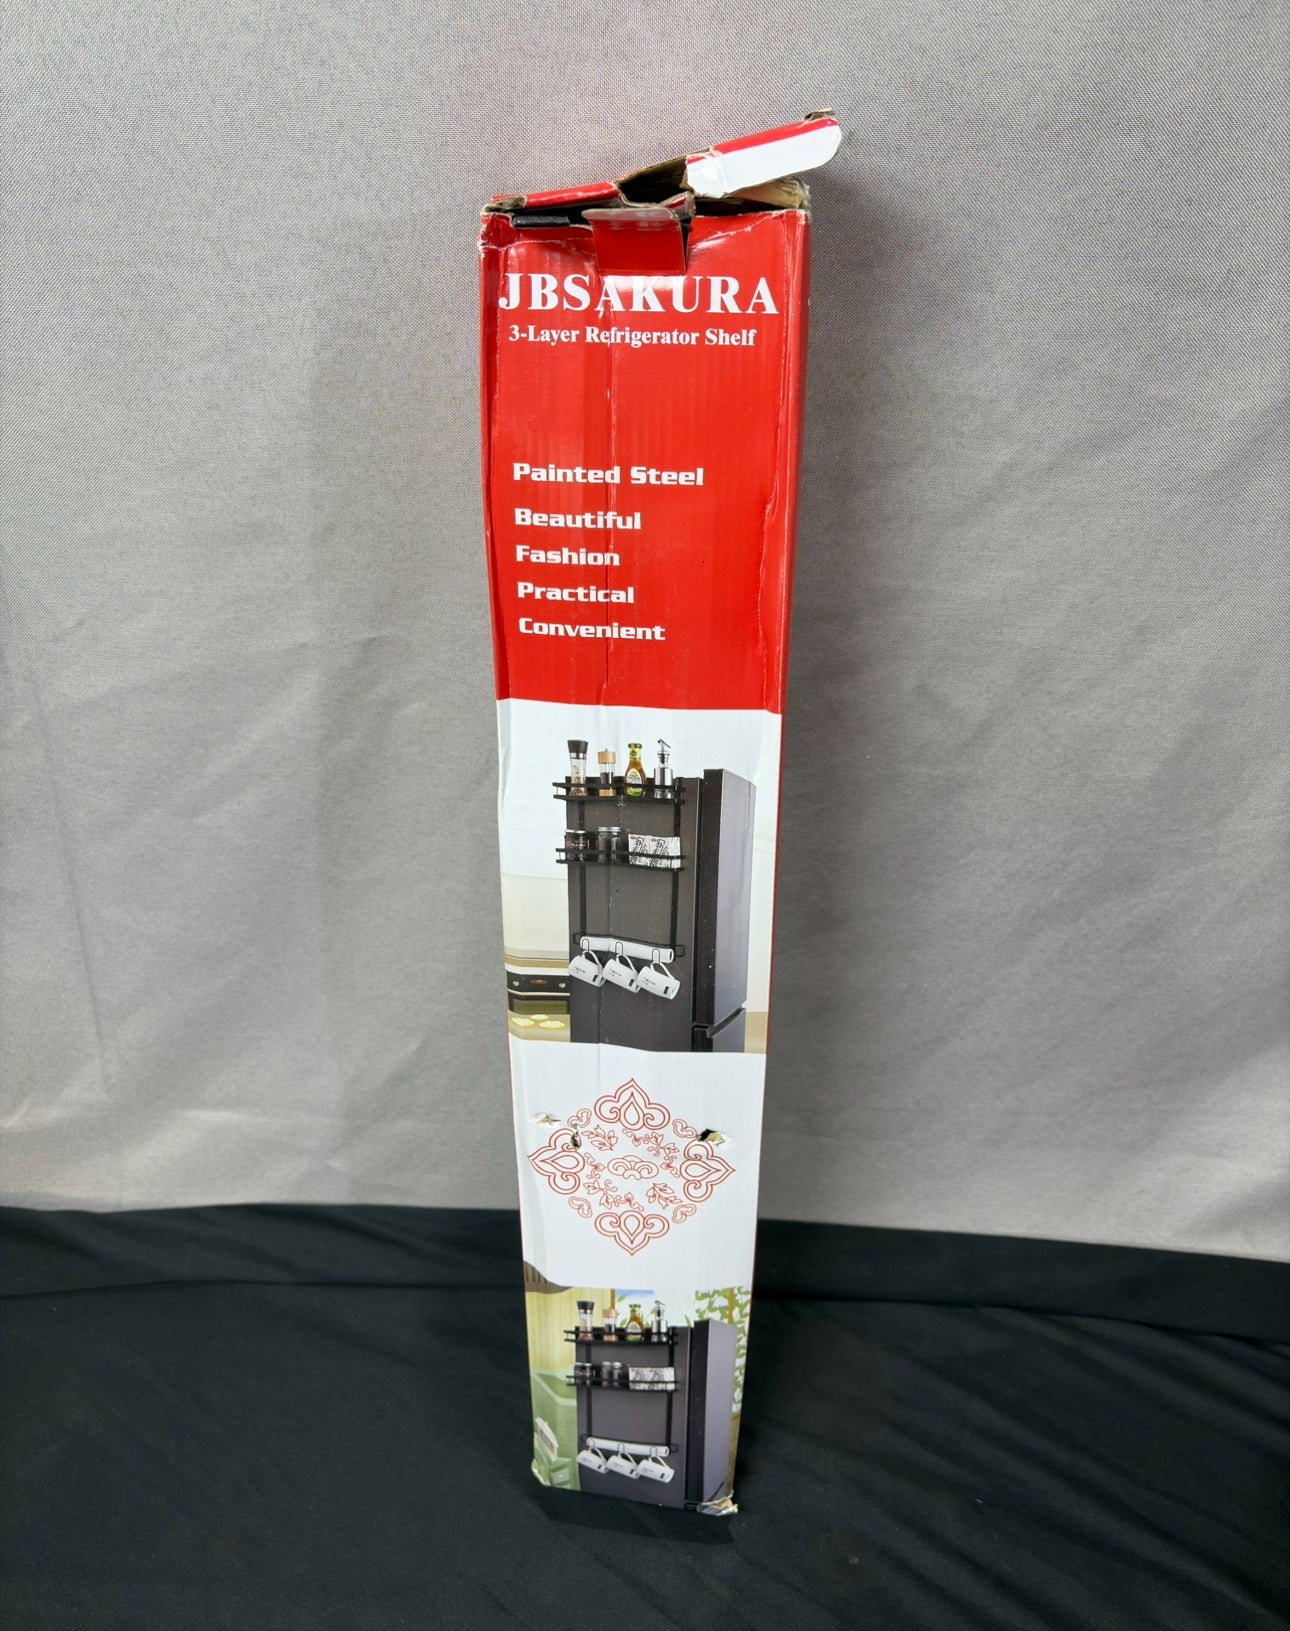 JBSAKURA
3-Layer Refrigerator Shelf
Painted Steel
Beautiful
Fashion
Practical
Convenient